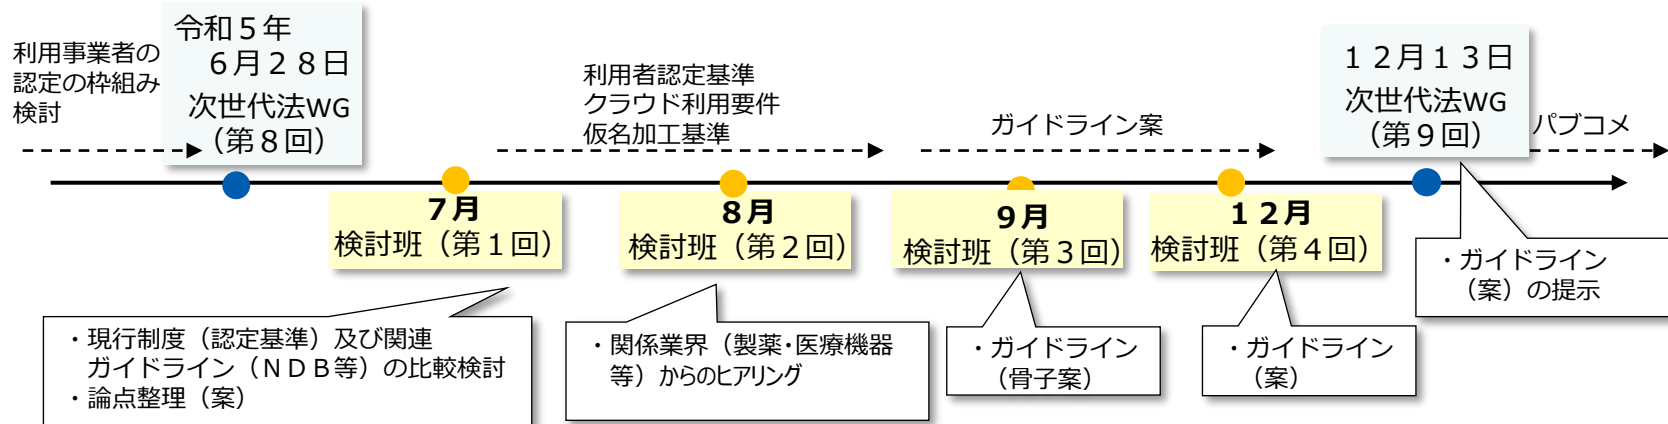 利用事業者の
認定の枠組み
検討
令和５年
６月２８日
次世代法WG
（第８回）
利用者認定基準
クラウド利用要件
仮名加工基準
ガイドライン案
１２月１３日
次世代法WG
（第９回）
パブコメ
７月
検討班（第１回）
８月
検討班（第２回）
９月
検討班（第３回）
１２月
検討班（第４回）
・現行制度（認定基準）及び関連
ガイドライン（ＮＤＢ等）の比較検討
・論点整理（案）
・関係業界（製薬・医療機器
等）からのヒアリング
・ガイドライン
（骨子案）
・ガイドライン
（案）
・ガイドライン
（案）の提示